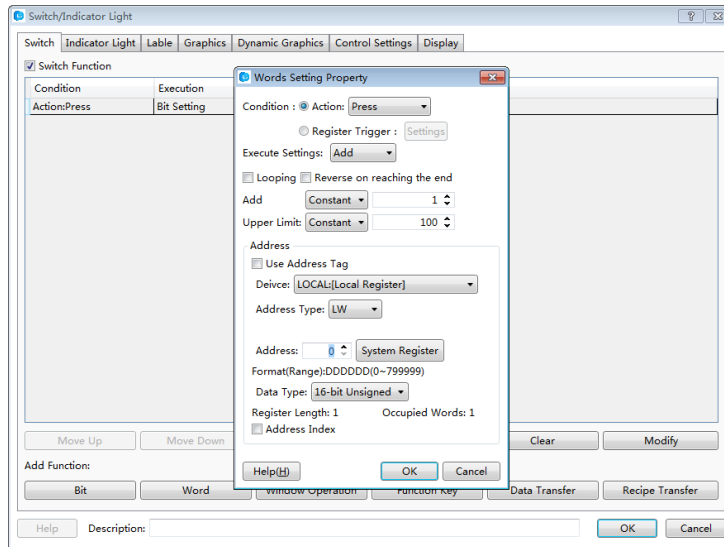 Switch/Indicator Light
Switch Indicator Light Lable Graphics Dynamic Graphics Control Settings Display
Switch Function
Condition Execution
Action:Press Bit Setting
Words Setting Property
Condition : Action: Press
Register Trigger : Settings
Execute Settings: Add
Looping Reverse on reaching the end
Add Constant 1
Upper Limit: Constant 100
Address
Use Address Tag
Deivce: LOCAL:[Local Register]
Address Type: LW
Address: 0 System Register
Format(Range):DDDDDD(0~799999)
Data Type: 16-bit Unsigned
Register Length: 1 Occupied Words: 1
Address Index
Help(H) OK Cancel
Move Up Move Down Clear Modify
Add Function:
Bit Word Window Operation Function Key Data Transfer Recipe Transfer
Help Description: OK Cancel